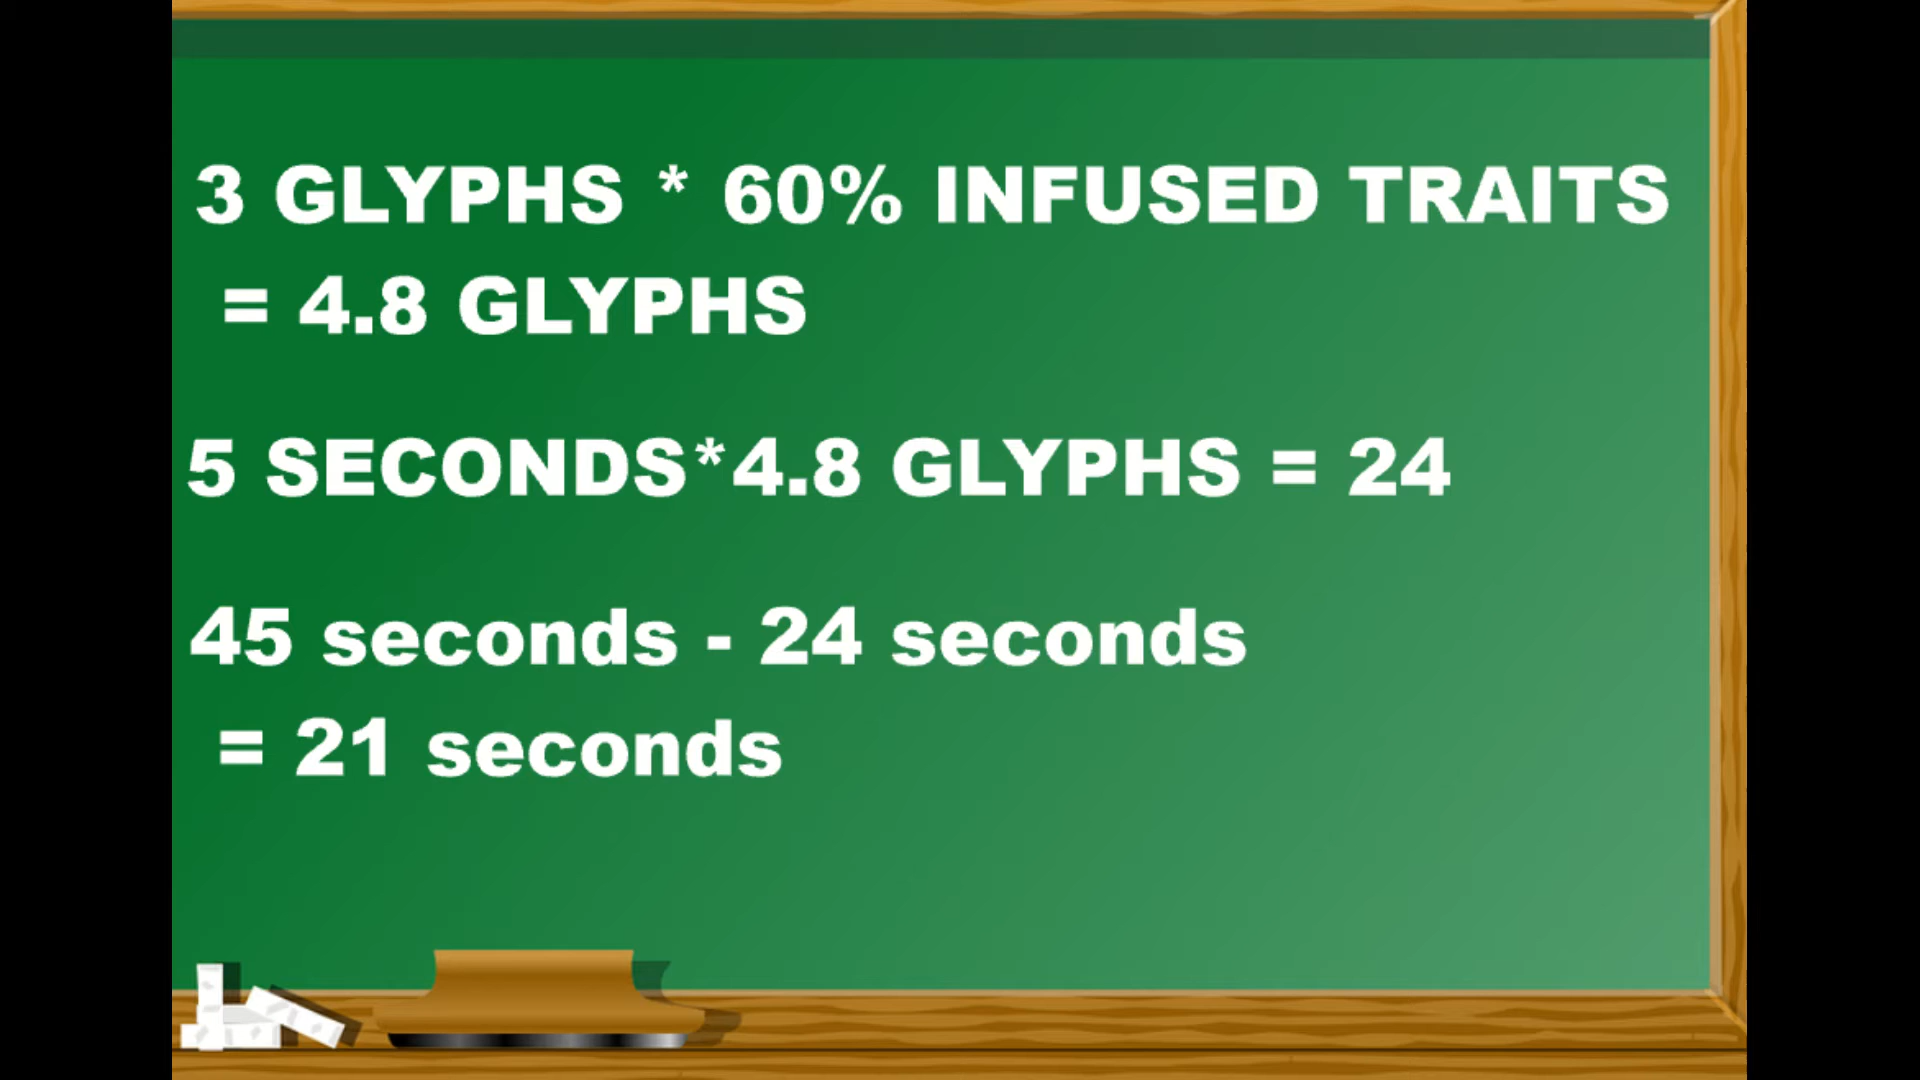 3 GLYPHS * 60% INFUSED TRAITS
= 4.8 GLYPHS
5 SECONDS*4.8 GLYPHS = 24
45 seconds - 24 seconds
= 21 seconds